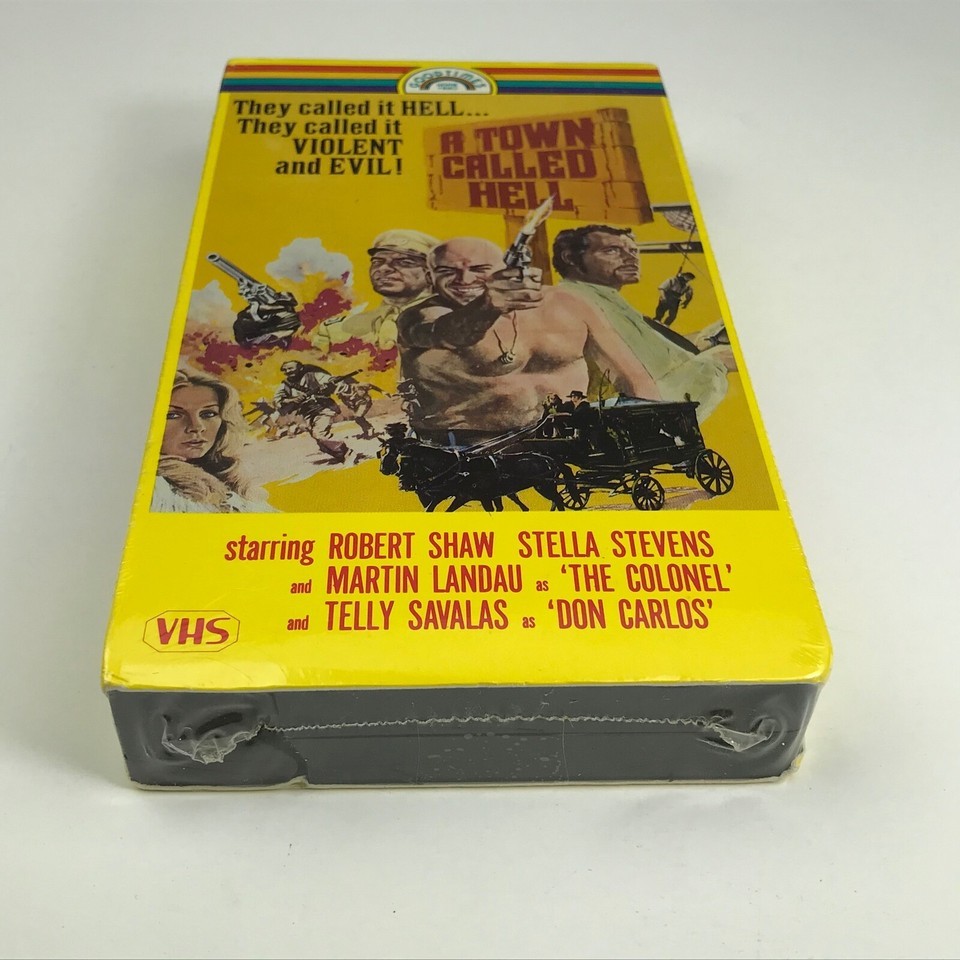 GOODTIMES
They called it HELL...
They called it
VIOLENT
and EVIL!
A TOWN
CALLED
HELL
starring ROBERT SHAW STELLA STEVENS
and MARTIN LANDAU as 'THE COLONEL'
and TELLY SAVALAS as 'DON CARLOS'
VHS